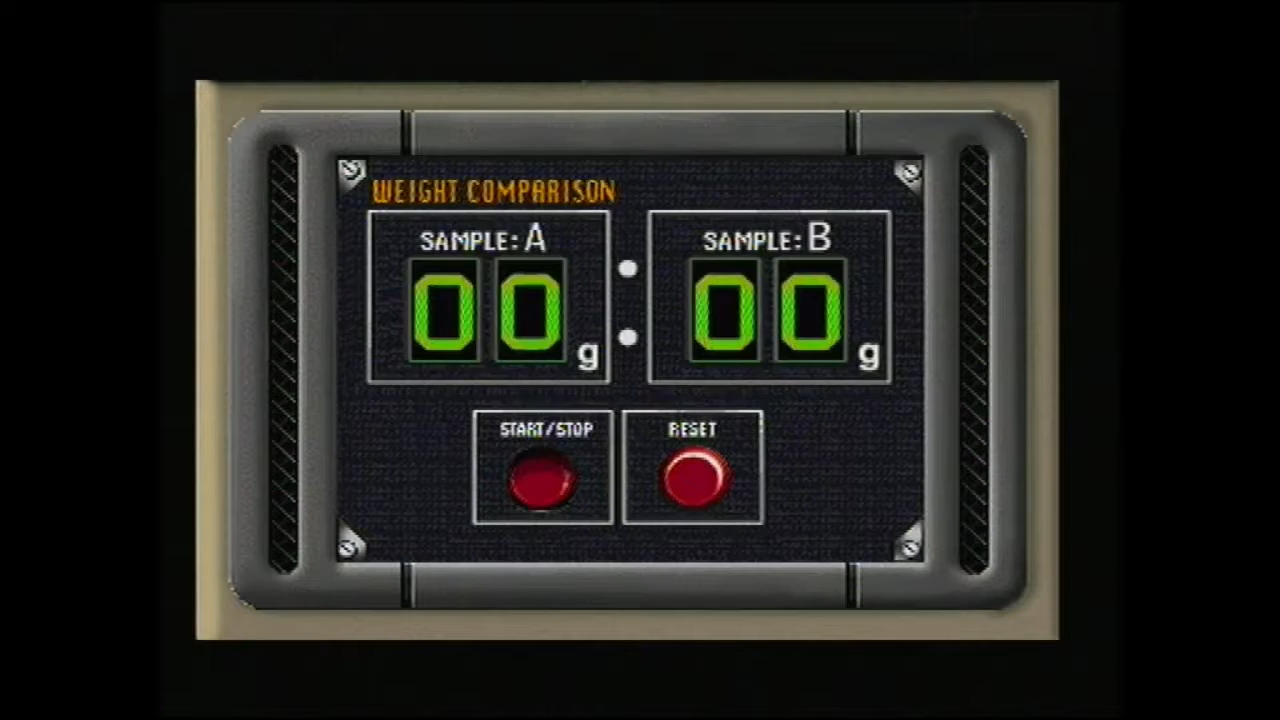 WEIGHT COMPARISON
SAMPLE: A
00 g
SAMPLE: B
00 g
START/STOP
RESET